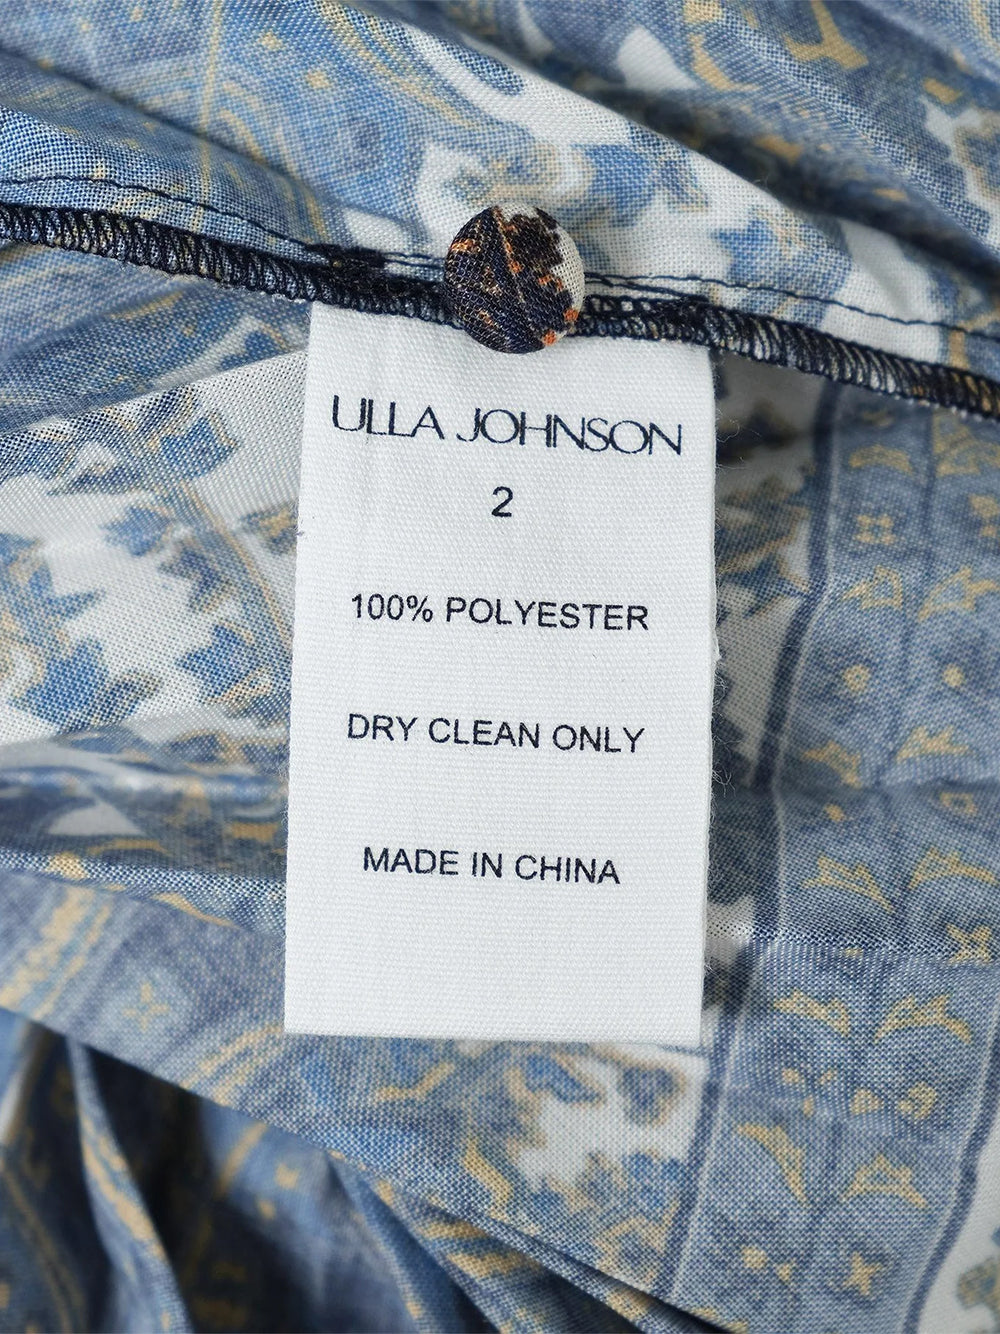 ULLA JOHNSON
2
100% POLYESTER
DRY CLEAN ONLY
MADE IN CHINA